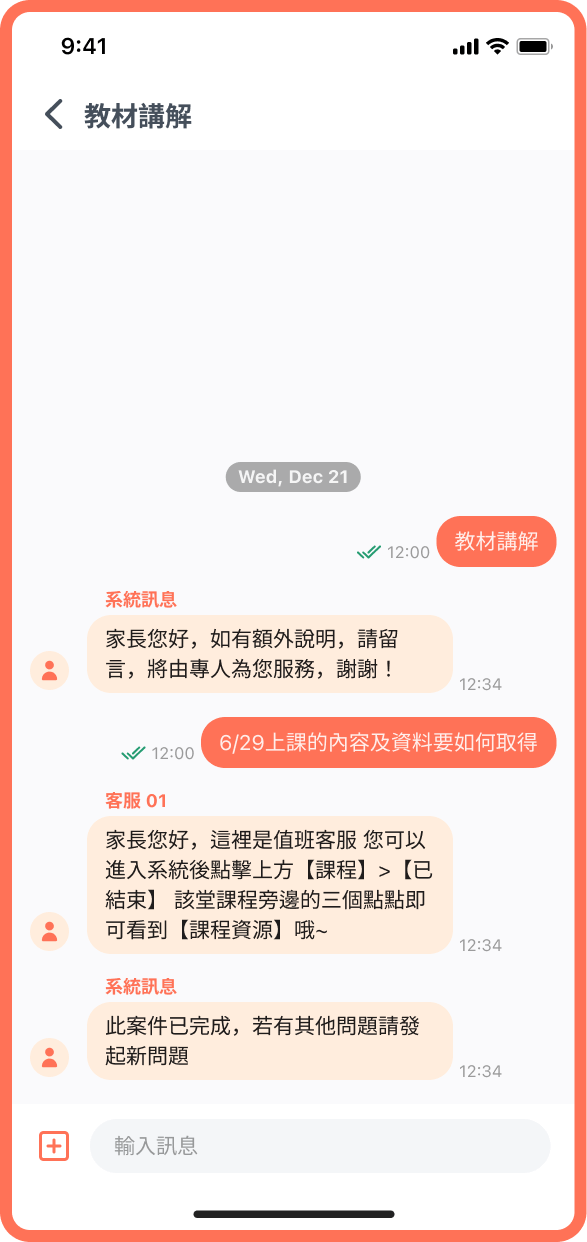 9:41
教材講解
Wed, Dec 21
教材講解
12:00
系統訊息
家長您好，如有額外說明，請留
言，將由專人為您服務，謝謝！
12:34
6/29上課的內容及資料要如何取得
12:00
客服 01
家長您好，這裡是值班客服 您可以
進入系統後點擊上方【課程】>【已
結束】 該堂課程旁邊的三個點點即
可看到【課程資源】哦~
12:34
系統訊息
此案件已完成，若有其他問題請發
起新問題
12:34
輸入訊息